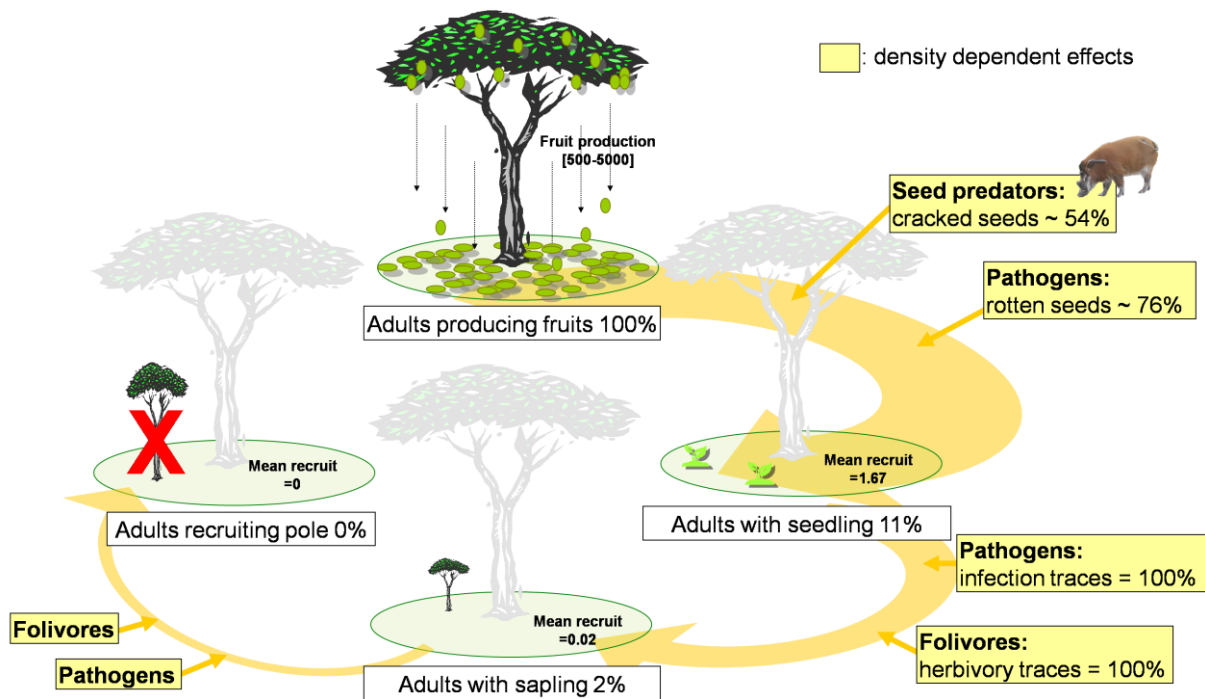 : density dependent effects
Fruit production
[500-5000]
Seed predators:
cracked seeds ~ 54%
Pathogens:
rotten seeds ~ 76%
Adults producing fruits 100%
Mean recruit
=1.67
Adults with seedling 11%
Pathogens:
infection traces = 100%
Folivores:
herbivory traces = 100%
Mean recruit
=0.02
Adults with sapling 2%
Pathogens
Folivores
Mean recruit
=0
Adults recruiting pole 0%